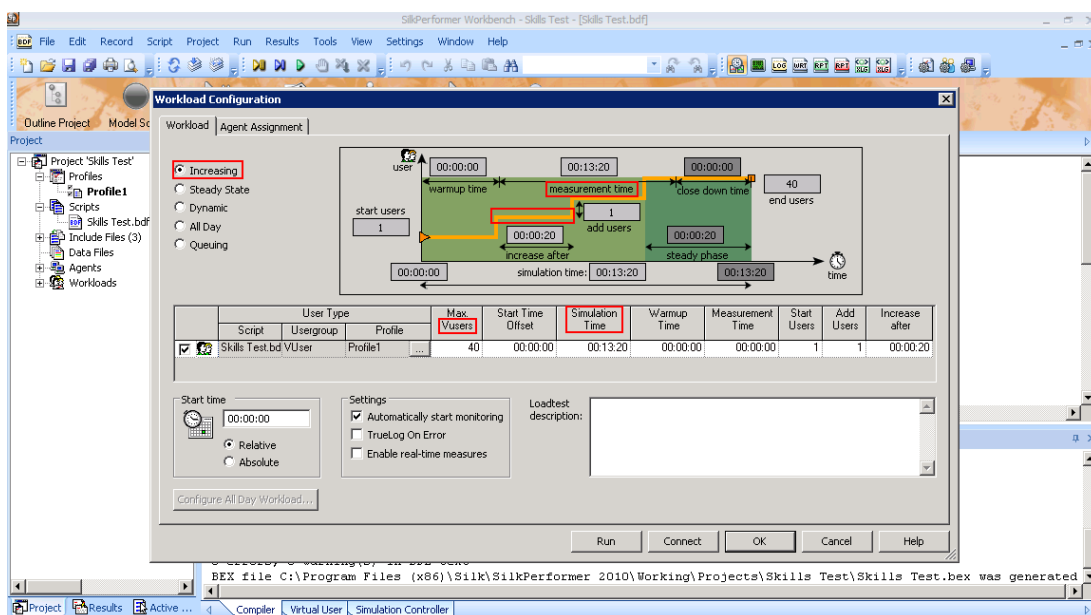 SilkPerformer Workbench - Skills Test - [Skills Test.bdf]
BDF File Edit Record Script Project Run Results Tools View Settings Window Help
LOG WRT RPT RPT XLG XLG
Outline Project Model Sc
Project
Project 'Skills Test'
Profiles
Profile1
Scripts
BDF Skills Test.bdf
Include Files (3)
Data Files
Agents
Workloads
Workload Configuration
Workload Agent Assignment
Increasing
Steady State
Dynamic
All Day
Queuing
user
00:00:00 00:13:20 00:00:00
warmup time measurement time close down time
40
end users
start users
1
1
add users
00:00:20 00:00:20
increase after steady phase
00:00:00 simulation time: 00:13:20 00:13:20
time
User Type Max. Vusers Start Time Offset Simulation Time Warmup Time Measurement Time Start Users Add Users Increase after
Script Usergroup Profile
Skills Test.bd VUser Profile1 ... 40 00:00:00 00:13:20 00:00:00 00:00:00 1 1 00:00:20
Start time
00:00:00
Relative
Absolute
Settings
Automatically start monitoring
TrueLog On Error
Enable real-time measures
Loadtest
description:
Configure All Day Workload...
Run Connect OK Cancel Help
BEX file C:\Program Files (x86)\Silk\SilkPerformer 2010\Working\Projects\Skills Test\Skills Test.bex was generated
Project Results Active ... Compiler Virtual User Simulation Controller